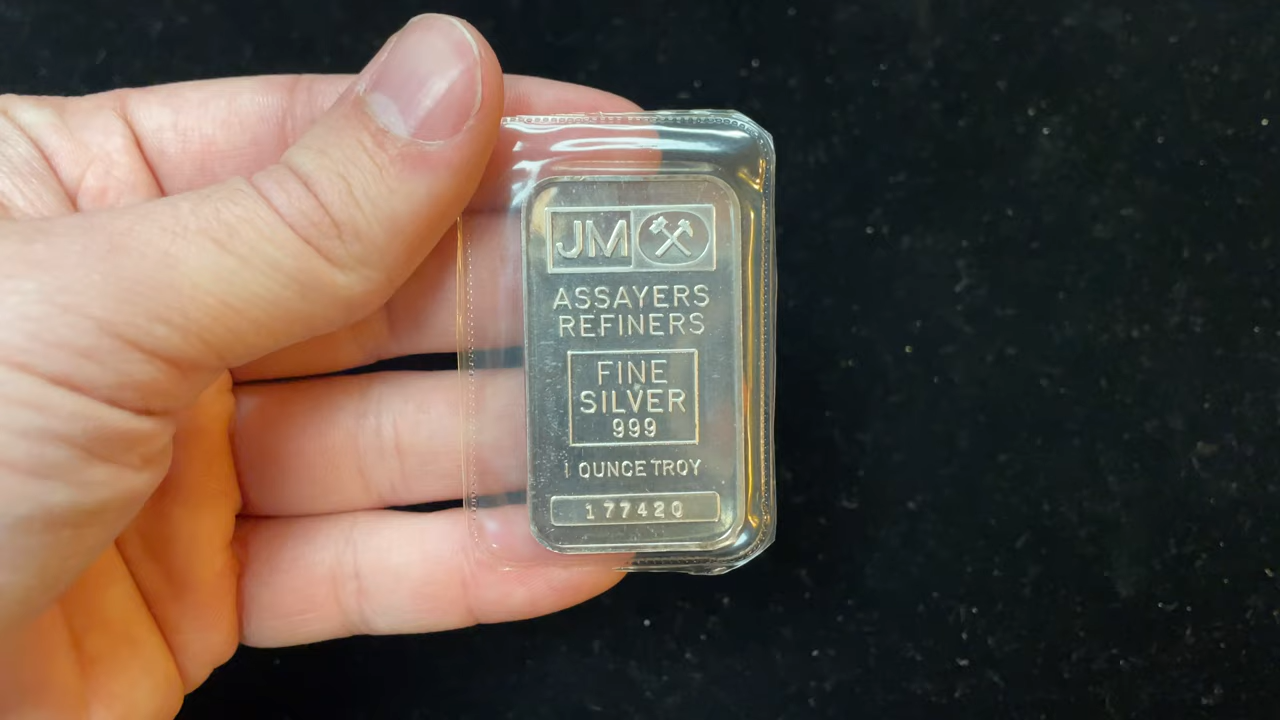 JM
ASSAYERS
REFINERS
FINE
SILVER
999
1 OUNCE TROY
177420